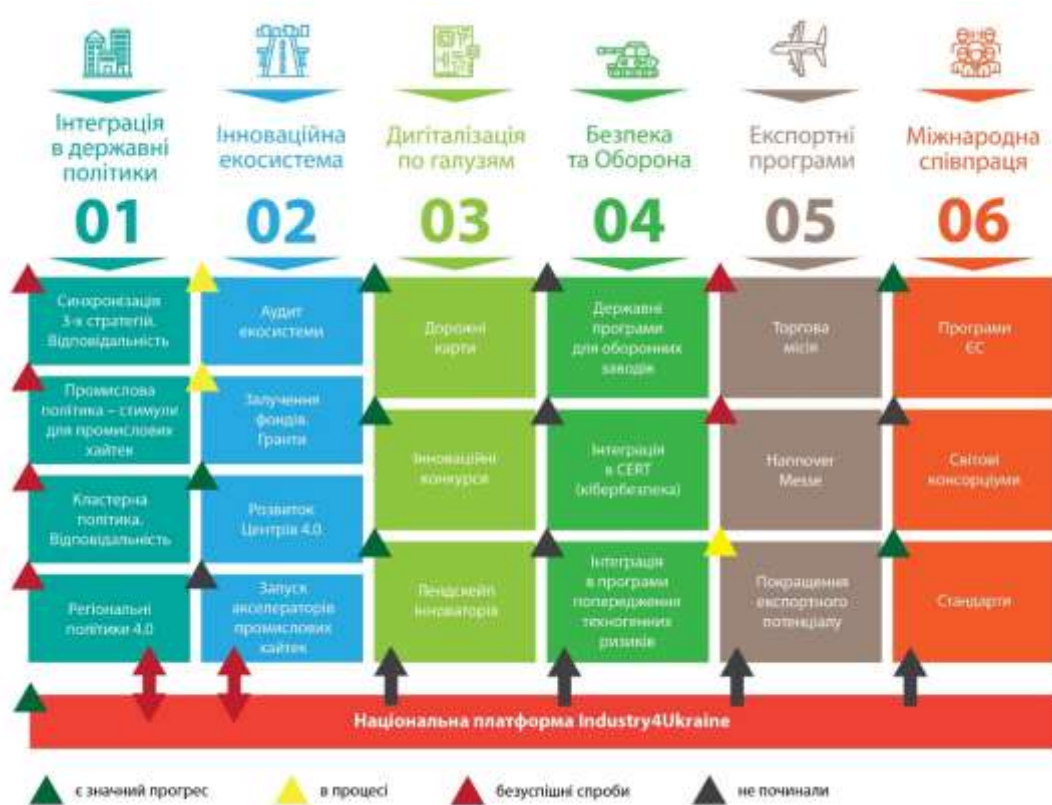 Інтеграція
в державні
політики
01
Інноваційна
екосистема
02
Дигіталізація
по галузям
03
Безпека
та Оборона
04
Експортні
програми
05
Міжнародна
співпраця
06
Синхронізація
3-х стратегій.
Відповідальність
Промислова
політика – стимули
для промислових
хайтек
Кластерна
політика.
Відповідальність
Регіональні
політики 4.0
Аудит
екосистеми
Залучення
фондів.
Гранти
Розвиток
Центрів 4.0
Запуск
акселераторів
промислових
хайтек
Дорожні
карти
Інноваційні
конкурси
Лендскейп
інноваторів
Державні
програми
для оборонних
заводів
Інтеграція
в CERT
(кібербезпека)
Інтеграція
в програми
попередження
техногенних
ризиків
Торгова
місія
Hannover
Messe
Покращення
експортного
потенціалу
Програми
ЄС
Світові
консорціуми
Стандарти
Національна платформа Industry4Ukraine
є значний прогрес
в процесі
безуспішні спроби
не починали